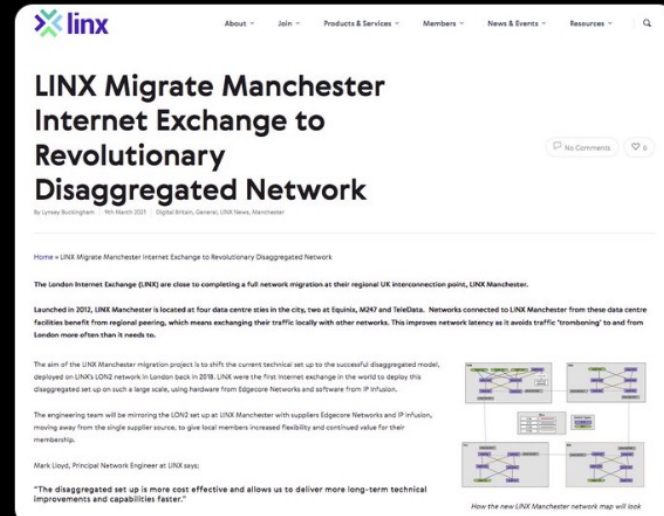 linx
About Join Products & Services Members News & Events Resources
LINX Migrate Manchester
Internet Exchange to
Revolutionary
Disaggregated Network
No Comments 0
By Lynsey Buckingham 9th March 2021 Digital Britain, General, LINX News, Manchester
Home » LINX Migrate Manchester Internet Exchange to Revolutionary Disaggregated Network
The London Internet Exchange (LINX) are close to completing a full network migration at their regional UK interconnection point, LINX Manchester.
Launched in 2012, LINX Manchester is located at four data centre sties in the city, two at Equinix, M247 and TeleData. Networks connected to LINX Manchester from these data centre
facilities benefit from regional peering, which means exchanging their traffic locally with other networks. This improves network latency as it avoids traffic 'tromboning' to and from
London more often than it needs to.
The aim of the LINX Manchester migration project is to shift the current technical set up to the successful disaggregated model,
deployed on LINX's LON2 network in London back in 2018. LINX were the first internet exchange in the world to deploy this
disaggregated set up on such a large scale, using hardware from Edgecore Networks and software from IP Infusion.
The engineering team will be mirroring the LON2 set up at LINX Manchester with suppliers Edgecore Networks and IP Infusion,
moving away from the single supplier source, to give local members increased flexibility and continued value for their
membership.
Mark Lloyd, Principal Network Engineer at LINX says:
"The disaggregated set up is more cost effective and allows us to deliver more long-term technical
improvements and capabilities faster."
How the new LINX Manchester network map will look